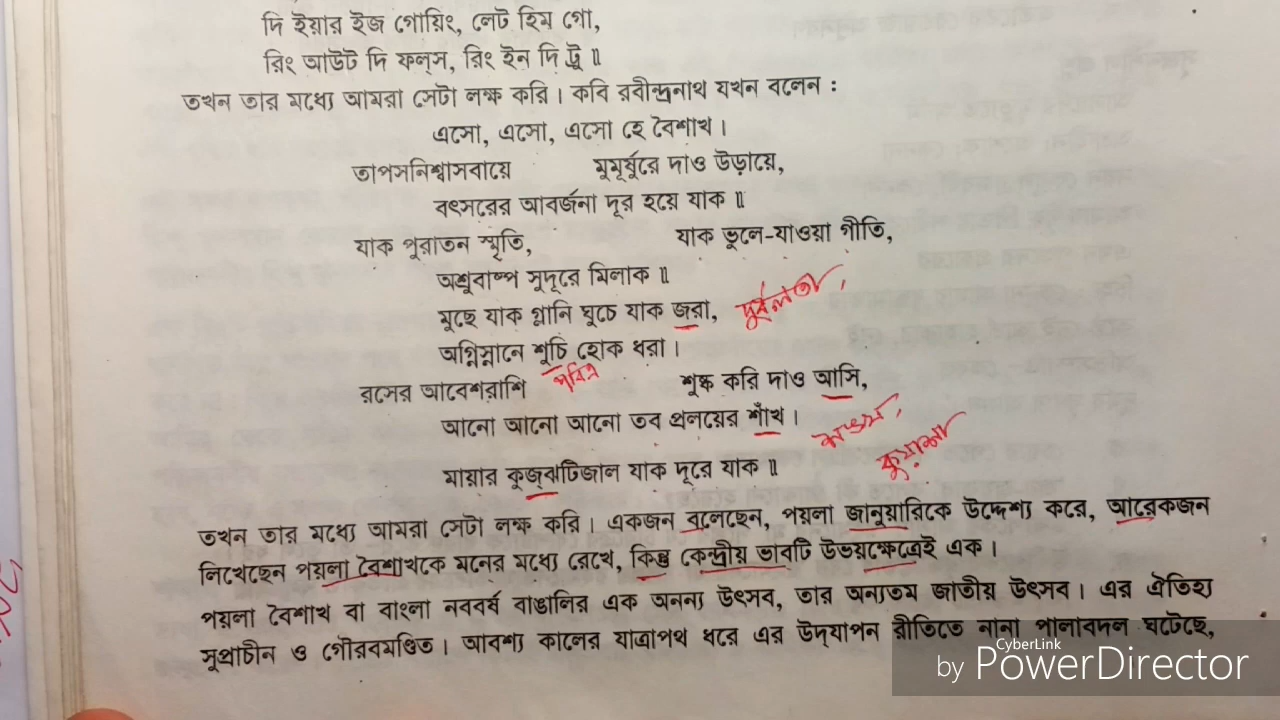 দি ইয়ার ইজ গোয়িং, লেট হিম গো,
রিং আউট দি ফল্‌স, রিং ইন দি ট্রু ॥
তখন তার মধ্যে আমরা সেটা লক্ষ করি। কবি রবীন্দ্রনাথ যখন বলেন :
এসো, এসো, এসো হে বৈশাখ।
তাপসনিশ্বাসবায়ে মুমূর্ষুরে দাও উড়ায়ে,
বৎসরের আবর্জনা দূর হয়ে যাক ॥
যাক পুরাতন স্মৃতি, যাক ভুলে-যাওয়া গীতি,
অশ্রুবাষ্প সুদূরে মিলাক ॥
মুছে যাক গ্লানি ঘুচে যাক জরা, দুর্বলতা,
অগ্নিস্নানে শুচি হোক ধরা।
পবিত্র
রসের আবেশরাশি শুষ্ক করি দাও আসি,
আনো আনো আনো তব প্রলয়ের শাঁখ।
কুয়াশা
মায়ার কুজ্‌ঝটিজাল যাক দূরে যাক ॥
তখন তার মধ্যে আমরা সেটা লক্ষ করি। একজন বলেছেন, পয়লা জানুয়ারিকে উদ্দেশ্য করে, আরেকজন
লিখেছেন পয়লা বৈশাখকে মনের মধ্যে রেখে, কিন্তু কেন্দ্রীয় ভাবটি উভয়ক্ষেত্রেই এক।
পয়লা বৈশাখ বা বাংলা নববর্ষ বাঙালির এক অনন্য উৎসব, তার অন্যতম জাতীয় উৎসব। এর ঐতিহ্য
সুপ্রাচীন ও গৌরবমণ্ডিত। অবশ্য কালের যাত্রাপথ ধরে এর উদ্‌যাপন রীতিতে নানা পালাবদল ঘটেছে,
CyberLink
by PowerDirector